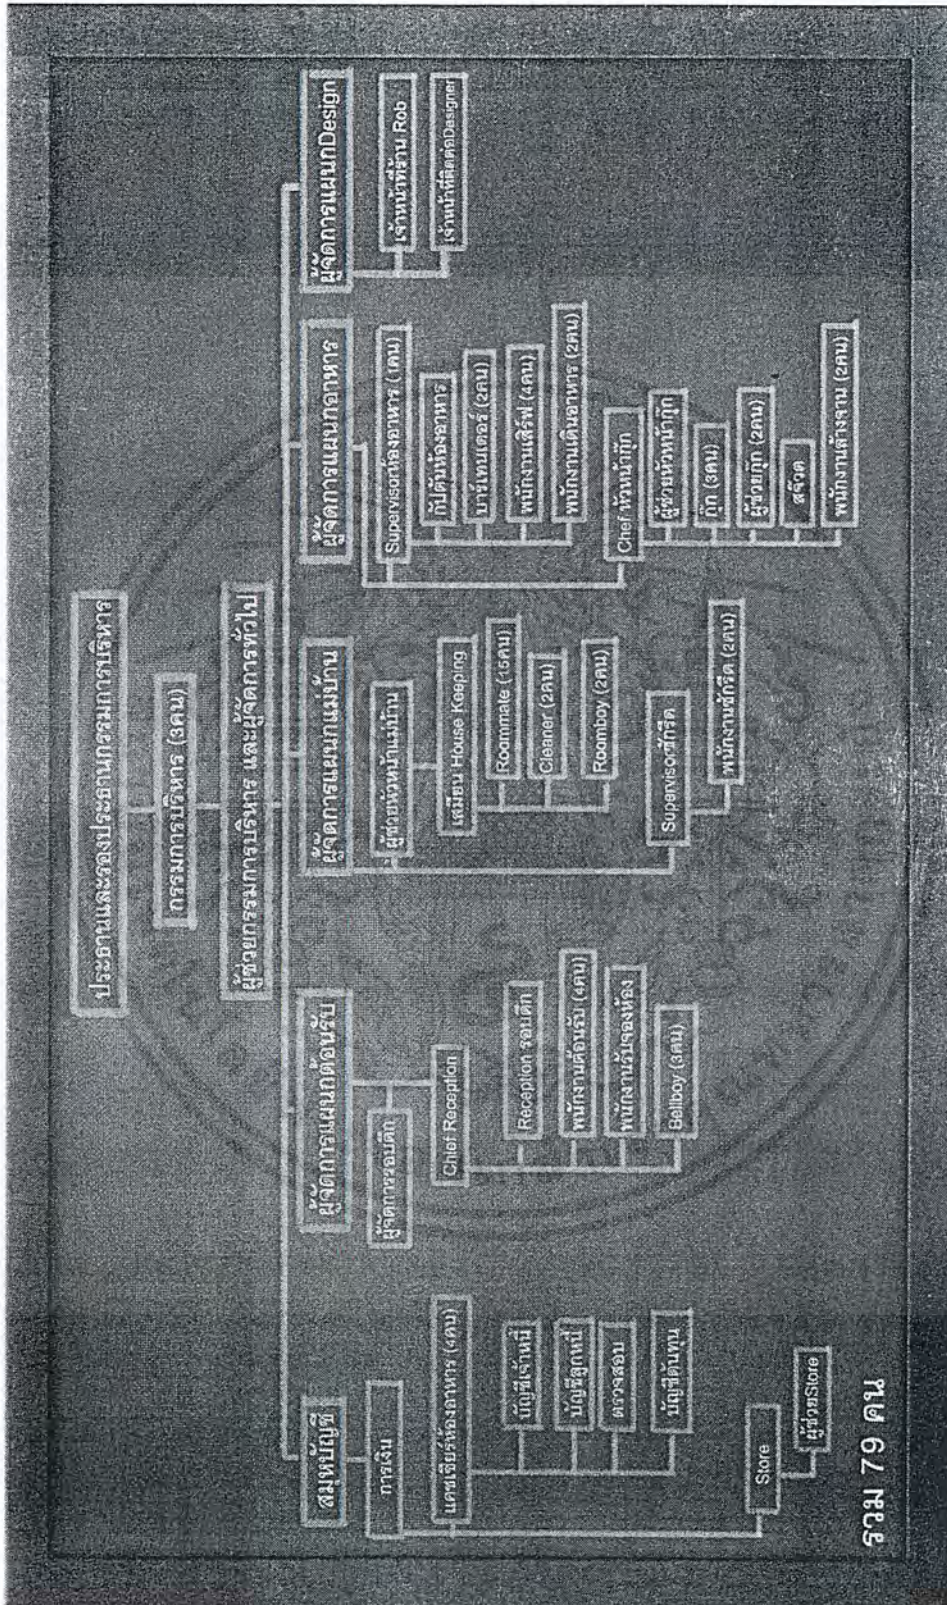 ประธานและรองประธานกรรมการบริหาร
กรรมการบริหาร (3คน)
ผู้ช่วยกรรมการบริหาร และผู้จัดการทั่วไป
สมุหบัญชี
การเงิน
แคชเชียร์ห้องอาหาร (4คน)
บัญชีเจ้าหนี้
บัญชีลูกหนี้
ตรวจสอบ
บัญชีต้นทุน
Store
ผู้ช่วยStore
ผู้จัดการแผนกต้อนรับ
ผู้จัดการรอบดึก
Chief Reception
Reception รอบดึก
พนักงานต้อนรับ (4คน)
พนักงานรับจองห้อง
Bellboy (3คน)
ผู้จัดการแผนกแม่บ้าน
ผู้ช่วยหัวหน้าแม่บ้าน
เสมียน House Keeping
Roommate (15คน)
Cleaner (2คน)
Roomboy (2คน)
Supervisorซักรีด
พนักงานซักรีด (2คน)
ผู้จัดการแผนกอาหาร
Supervisorห้องอาหาร (1คน)
กัปตันห้องอาหาร
บาร์เทนเดอร์ (2คน)
พนักงานเสิร์ฟ (4คน)
พนักงานเดินอาหาร (2คน)
Chef หัวหน้ากุ๊ก
ผู้ช่วยหัวหน้ากุ๊ก
กุ๊ก (3คน)
ผู้ช่วยกุ๊ก (2คน)
สจ๊วต
พนักงานล้างจาน (2คน)
ผู้จัดการแผนกDesign
เจ้าหน้าที่ร้าน Rob
เจ้าหน้าที่ติดต่อDesigner
รวม 79 คน